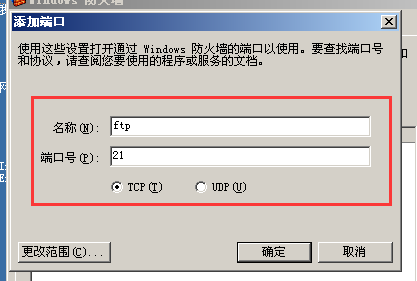 Windows 防火墙
添加端口
使用这些设置打开通过 Windows 防火墙的端口以使用。要查找端口号
和协议，请查阅您要使用的程序或服务的文档。
名称(N): ftp
端口号(P): 21
TCP(T) UDP(U)
更改范围(C)... 确定 取消